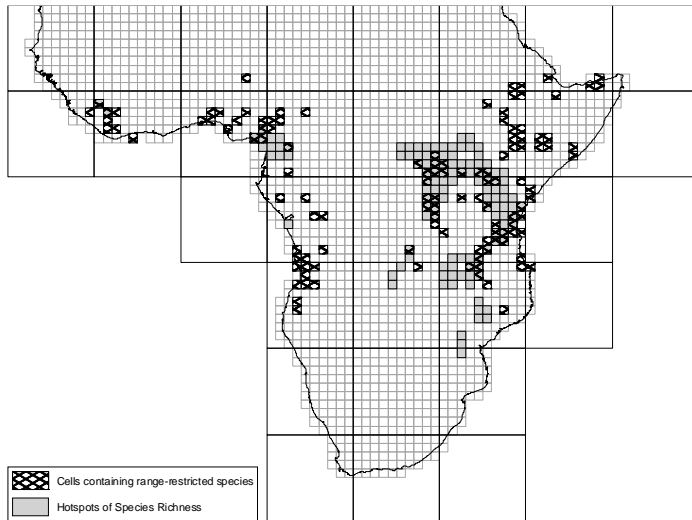 Cells containing range-restricted species
Hotspots of Species Richness